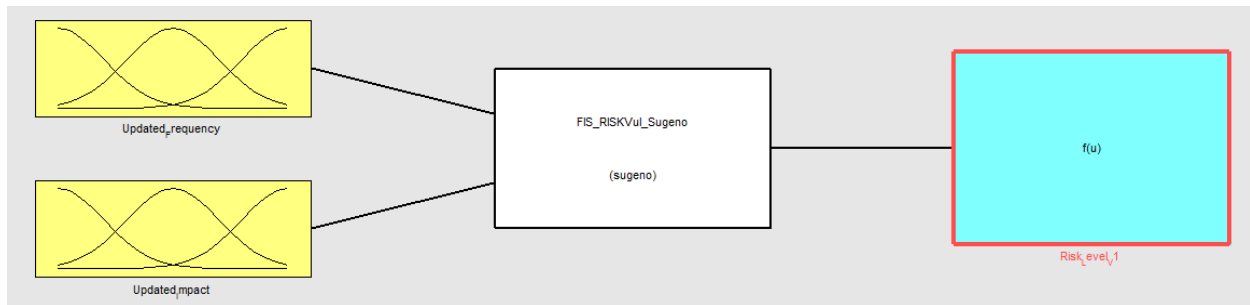 Updated_Frequency
FIS_RISKVul_Sugeno
(sugeno)
f(u)
Updated_Impact
Risk_Level_V1